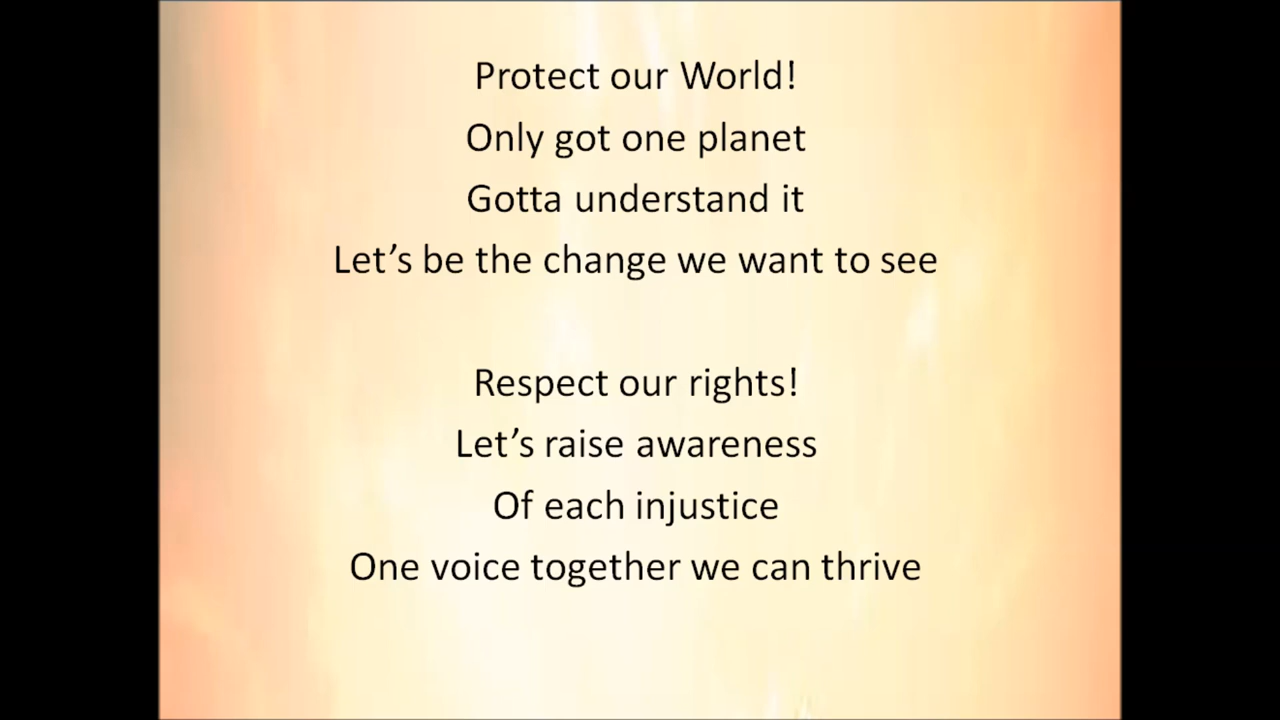 Protect our World!
Only got one planet
Gotta understand it
Let’s be the change we want to see
Respect our rights!
Let’s raise awareness
Of each injustice
One voice together we can thrive